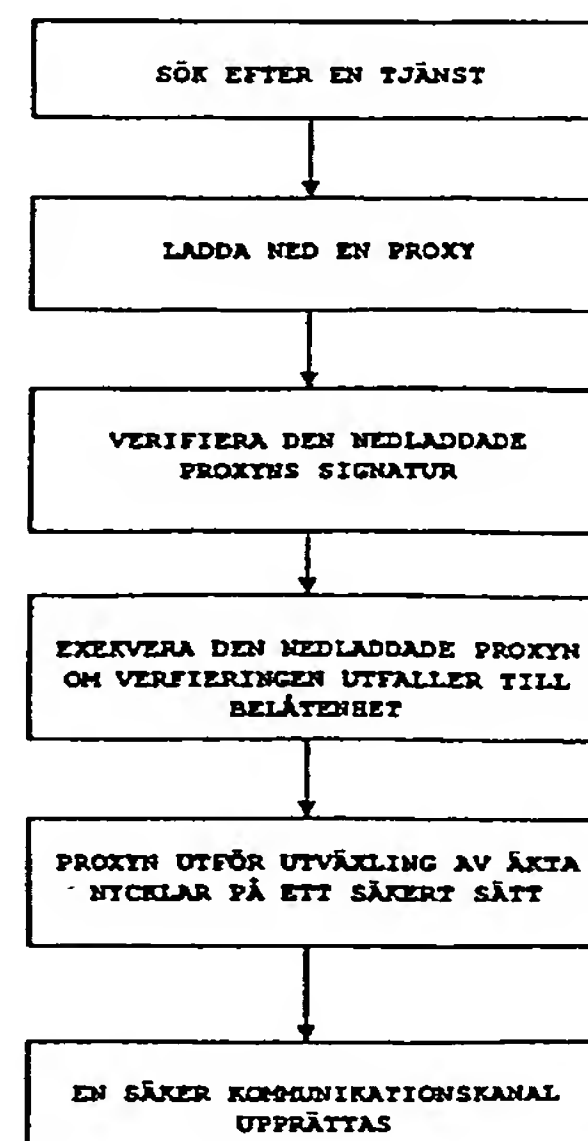 SÖK EFTER EN TJÄNST
LADDA NED EN PROXY
VERIFIERA DEN NEDLADDADE
PROXYNS SIGNATUR
EXEKVERA DEN NEDLADDADE PROXYN
OM VERFIERINGEN UTFALLER TILL
BELÅTENHET
PROXYN UTFÖR UTVÄXLING AV ÄKTA
NYCKLAR PÅ ETT SÄKERT SÄTT
EN SÄKER KOMMUNIKATIONSKANAL
UPPRÄTTAS